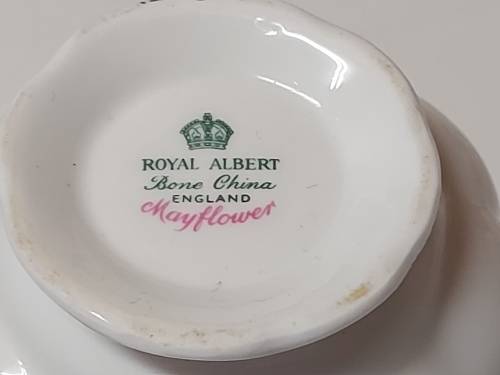 ROYAL ALBERT
Bone China
ENGLAND
Mayflower